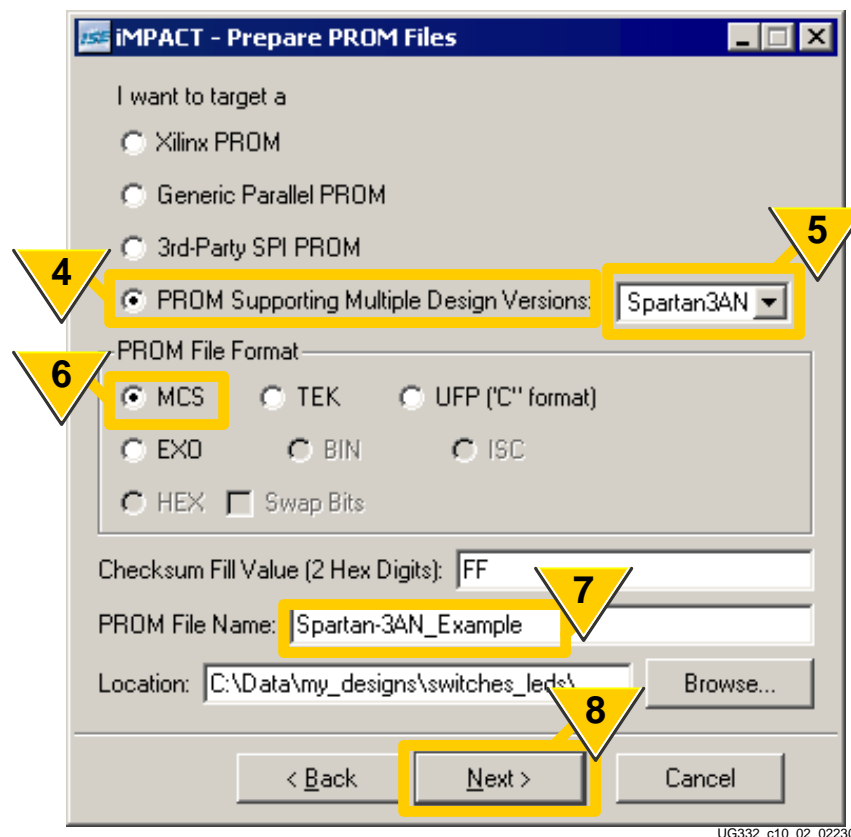 ISE iMPACT - Prepare PROM Files
I want to target a
Xilinx PROM
Generic Parallel PROM
3rd-Party SPI PROM
5
4
PROM Supporting Multiple Design Versions: Spartan3AN
PROM File Format
6
MCS TEK UFP ('C" format)
EXO BIN ISC
HEX Swap Bits
Checksum Fill Value (2 Hex Digits): FF
7
PROM File Name: Spartan-3AN_Example
Location: C:\Data\my_designs\switches_leds\ Browse...
8
< Back Next > Cancel
UG332_c10_02_02230